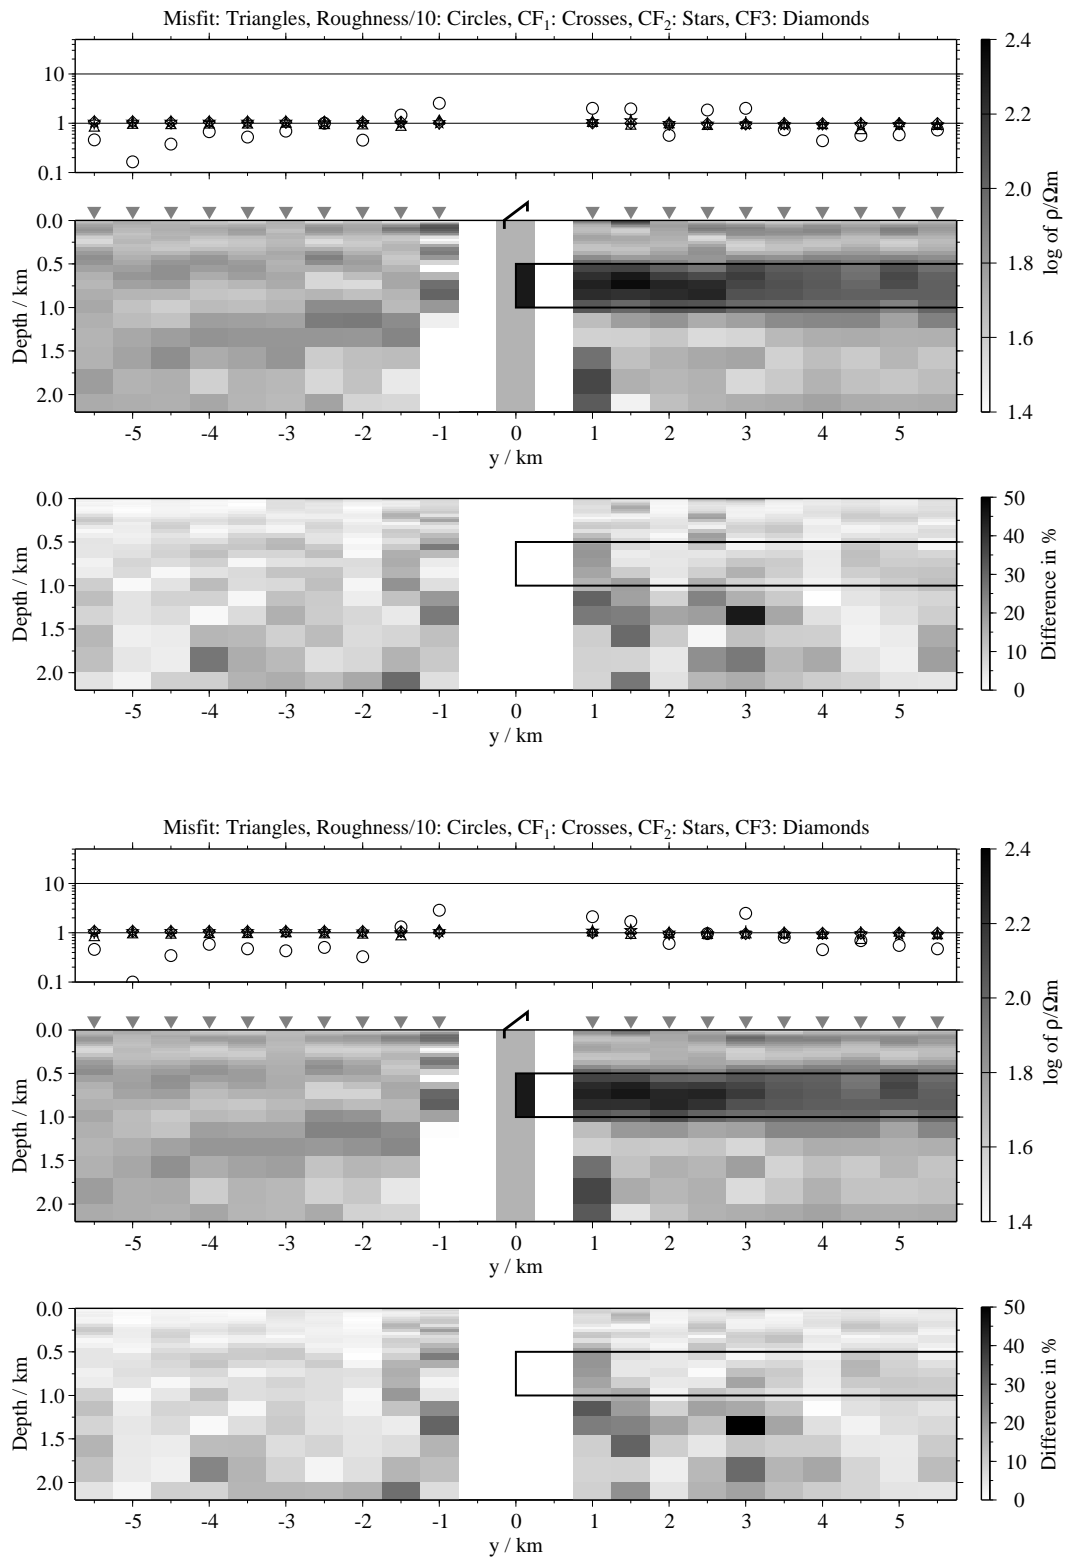 Misfit: Triangles, Roughness/10: Circles, CF₁: Crosses, CF₂: Stars, CF3: Diamonds
10
1
0.1
0.0
0.5
1.0
1.5
2.0
Depth / km
-5 -4 -3 -2 -1 0 1 2 3 4 5
y / km
2.4
2.2
2.0
1.8
1.6
1.4
log of ρ/Ωm
0.0
0.5
1.0
1.5
2.0
Depth / km
-5 -4 -3 -2 -1 0 1 2 3 4 5
y / km
50
40
30
20
10
0
Difference in %
Misfit: Triangles, Roughness/10: Circles, CF₁: Crosses, CF₂: Stars, CF3: Diamonds
10
1
0.1
0.0
0.5
1.0
1.5
2.0
Depth / km
-5 -4 -3 -2 -1 0 1 2 3 4 5
y / km
2.4
2.2
2.0
1.8
1.6
1.4
log of ρ/Ωm
0.0
0.5
1.0
1.5
2.0
Depth / km
-5 -4 -3 -2 -1 0 1 2 3 4 5
y / km
50
40
30
20
10
0
Difference in %